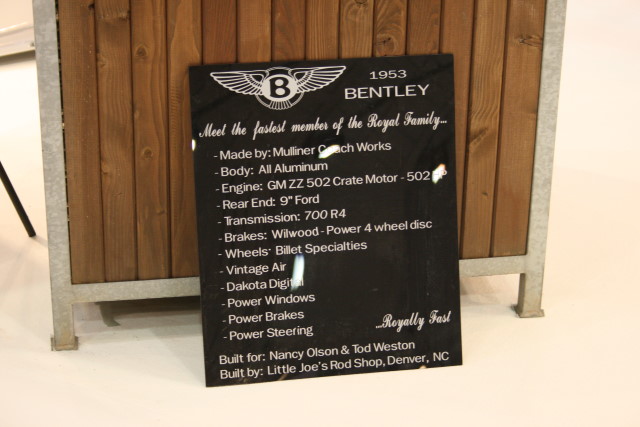 B
1953
BENTLEY
Meet the fastest member of the Royal Family...
- Made by: Mulliner Coach Works
- Body: All Aluminum
- Engine: GM ZZ 502 Crate Motor - 502 HP
- Rear End: 9" Ford
- Transmission: 700 R4
- Brakes: Wilwood - Power 4 wheel disc
- Wheels: Billet Specialties
- Vintage Air
- Dakota Digital
- Power Windows
- Power Brakes
- Power Steering
...Royally Fast
Built for: Nancy Olson & Tod Weston
Built by: Little Joe's Rod Shop, Denver, NC